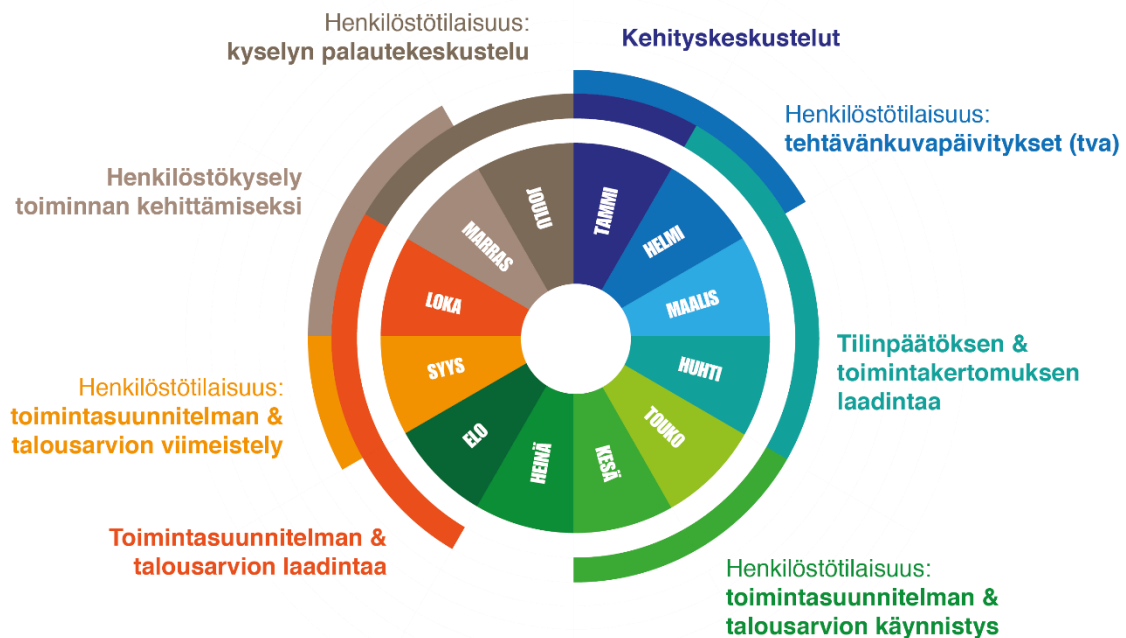 Henkilöstötilaisuus:
kyselyn palautekeskustelu
Kehityskeskustelut
Henkilöstötilaisuus:
tehtävänkuvapäivitykset (tva)
Henkilöstökysely
toiminnan kehittämiseksi
Tilinpäätöksen &
toimintakertomuksen
laadintaa
Henkilöstötilaisuus:
toimintasuunnitelman &
talousarvion viimeistely
Toimintasuunnitelman &
talousarvion laadintaa
Henkilöstötilaisuus:
toimintasuunnitelman &
talousarvion käynnistys
TAMMI
HELMI
MAALIS
HUHTI
TOUKO
KESÄ
HEINÄ
ELO
SYYS
LOKA
MARRAS
JOULU